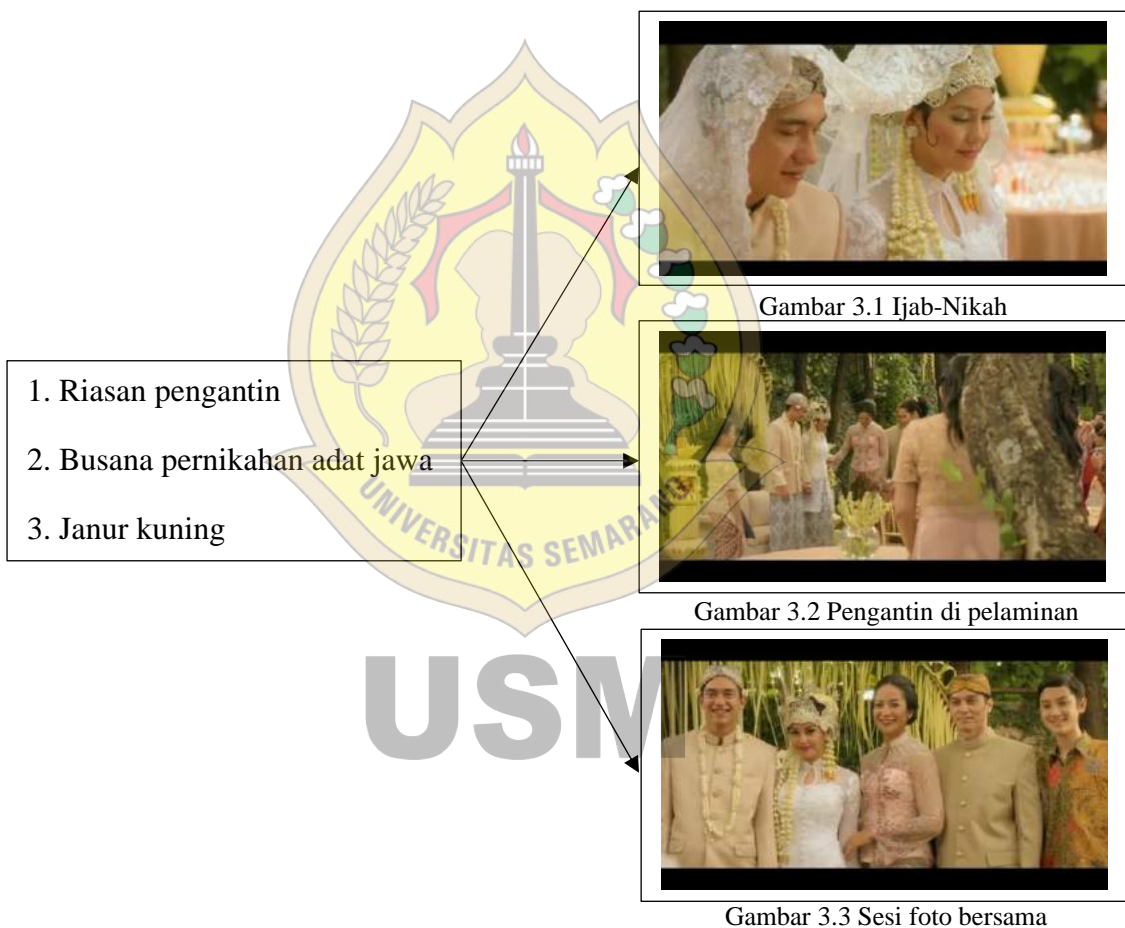 1. Riasan pengantin
2. Busana pernikahan adat jawa
3. Janur kuning
Gambar 3.1 Ijab-Nikah
Gambar 3.2 Pengantin di pelaminan
Gambar 3.3 Sesi foto bersama
UNIVERSITAS SEMARANG
USM